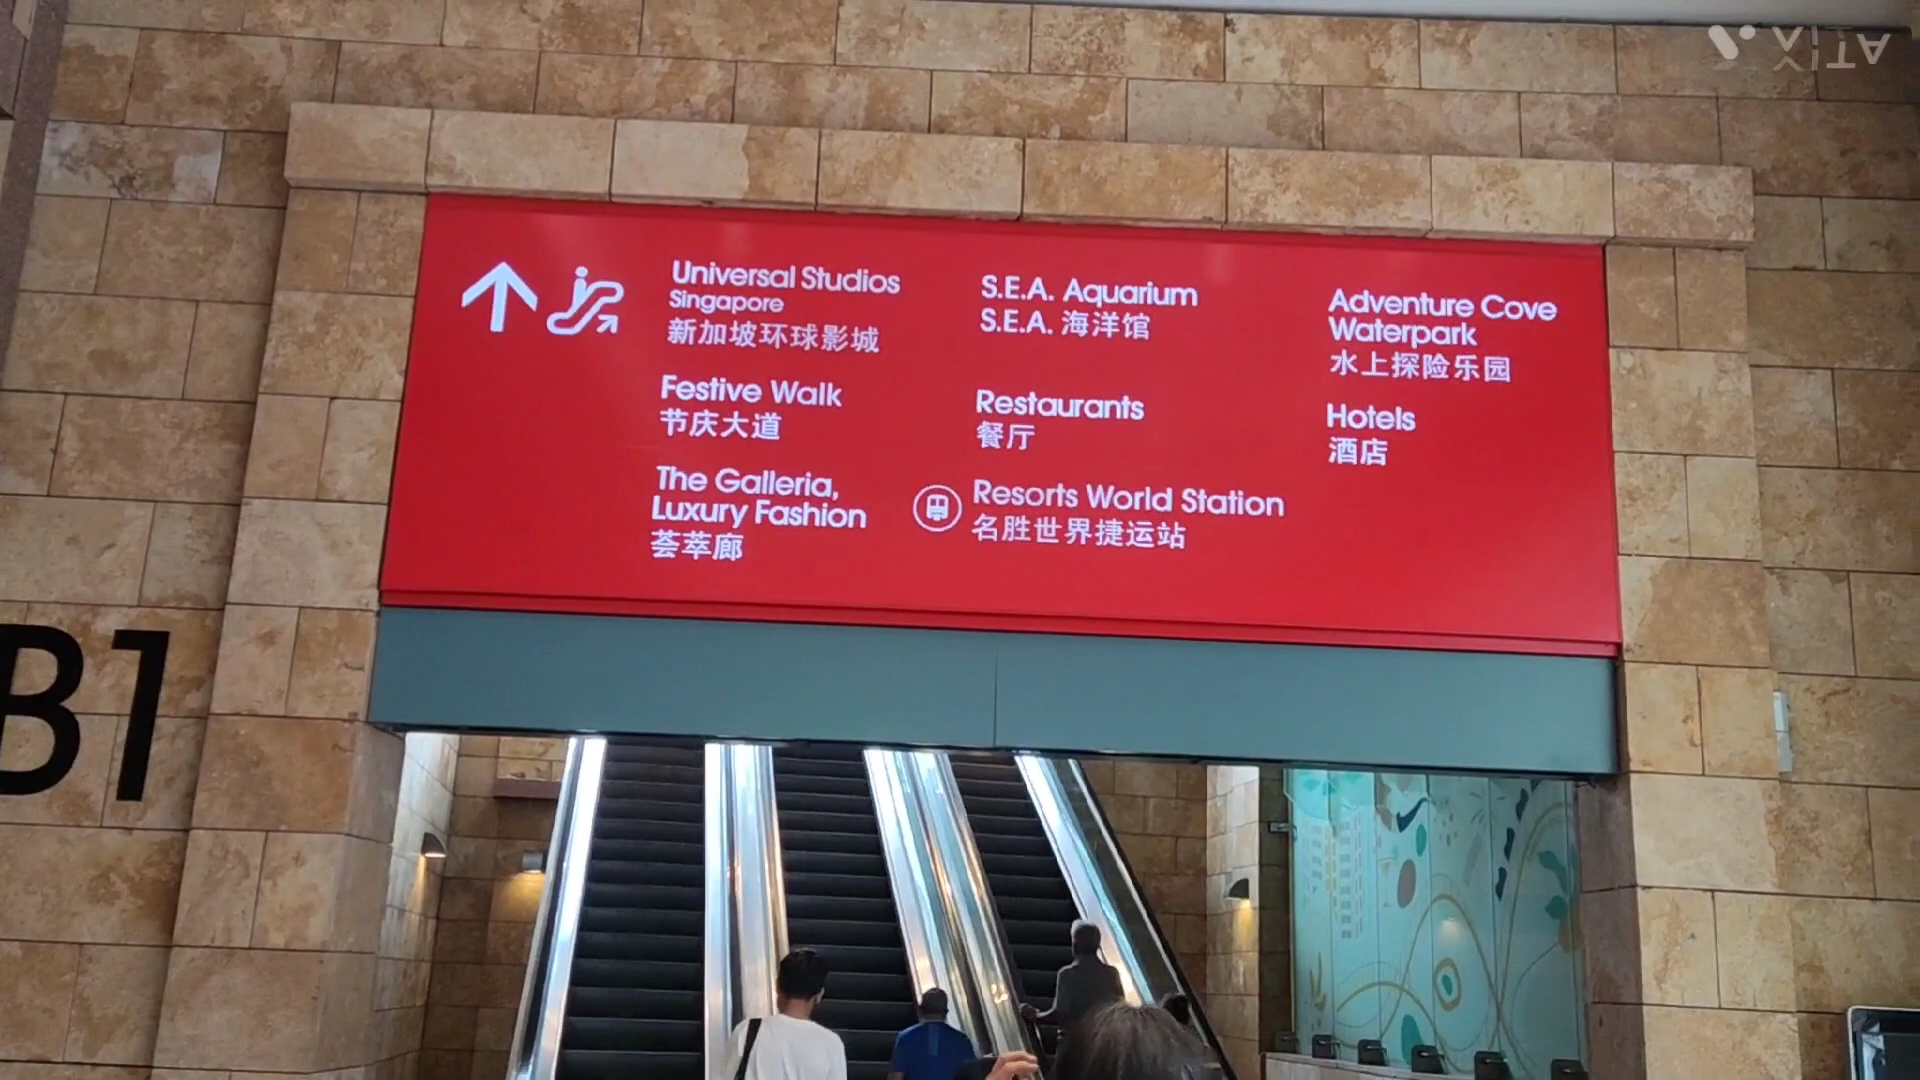 VITA
Universal Studios
Singapore
新加坡环球影城
S.E.A. Aquarium
S.E.A. 海洋馆
Adventure Cove
Waterpark
水上探险乐园
Festive Walk
节庆大道
Restaurants
餐厅
Hotels
酒店
The Galleria,
Luxury Fashion
荟萃廊
Resorts World Station
名胜世界捷运站
B1